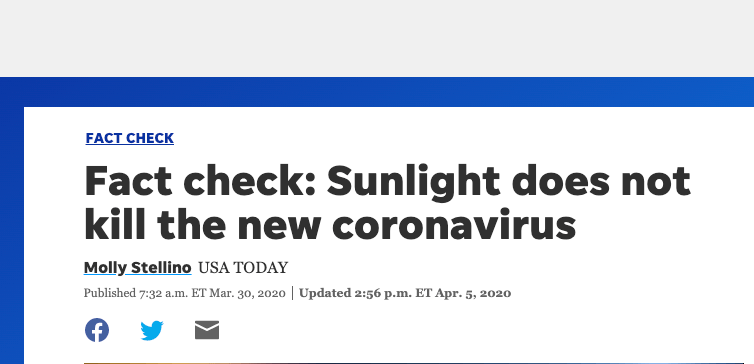 FACT CHECK
Fact check: Sunlight does not
kill the new coronavirus
Molly Stellino USA TODAY
Published 7:32 a.m. ET Mar. 30, 2020 | Updated 2:56 p.m. ET Apr. 5, 2020